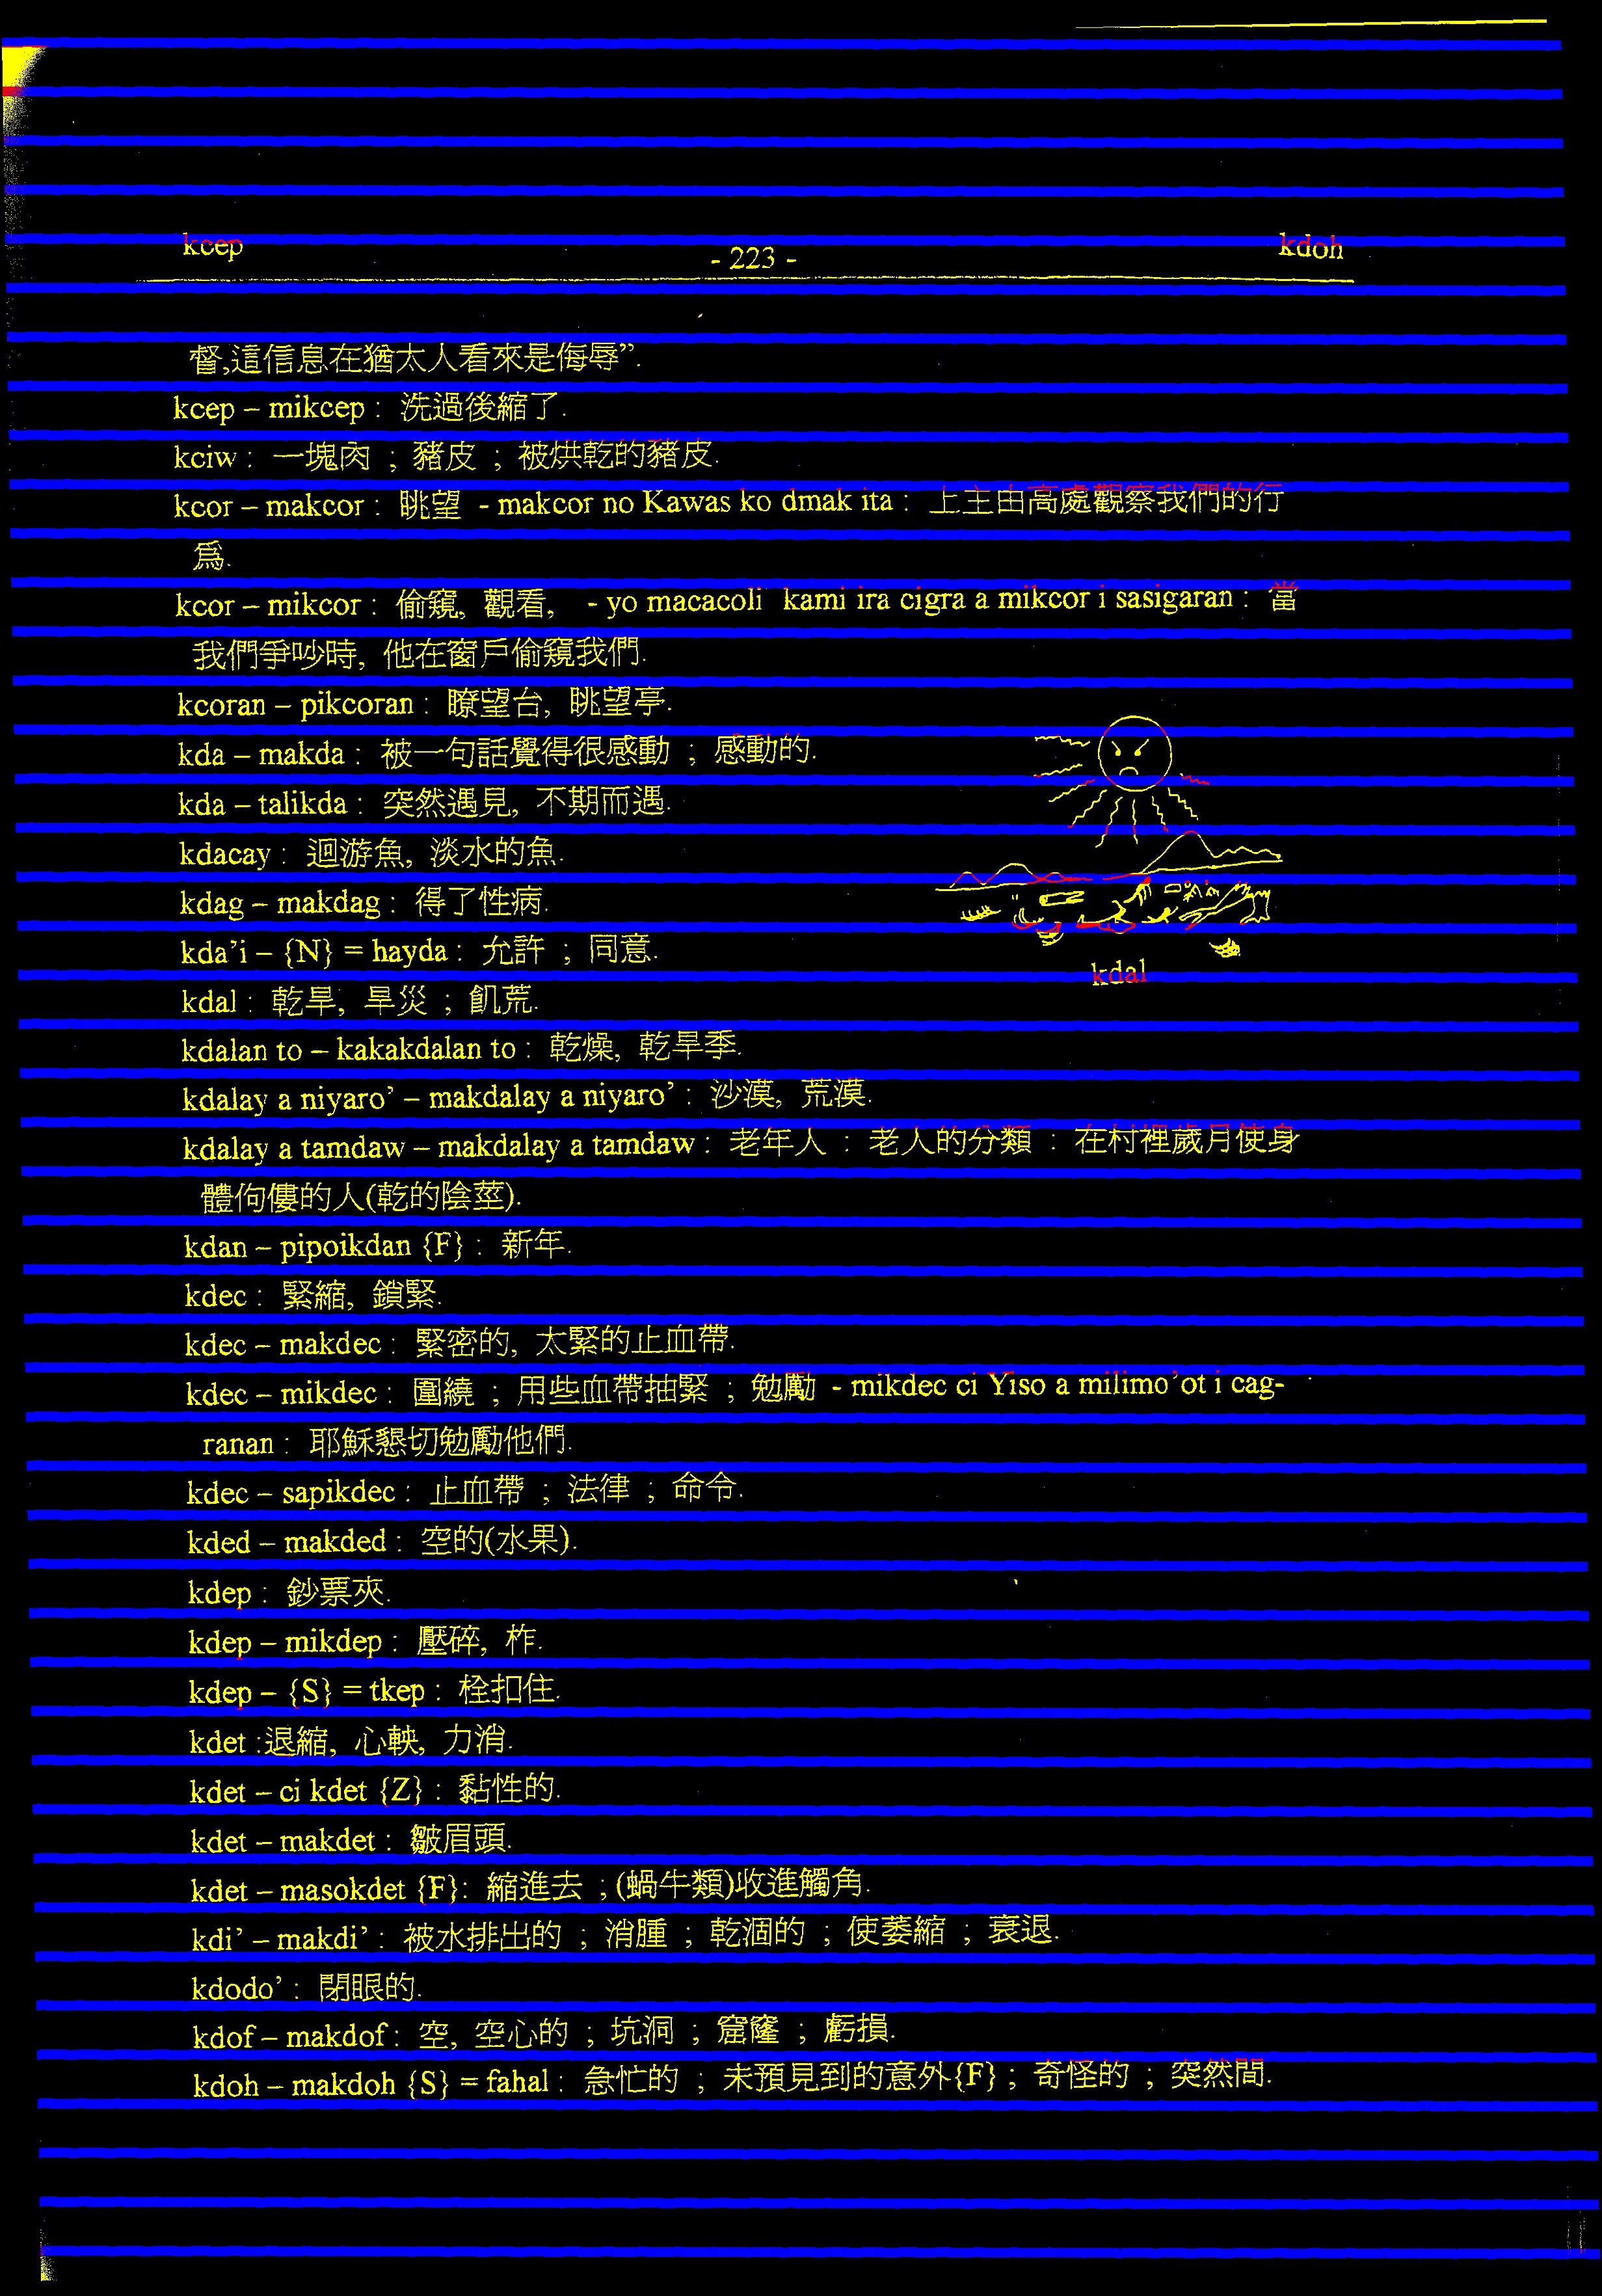 kcep - 223 - kdoh
督,這信息在猶太人看來是侮辱”.
kcep – mikcep : 洗過後縮了.
kciw : 一塊肉 ; 豬皮 ; 被烘乾的豬皮.
kcor – makcor : 眺望 - makcor no Kawas ko dmak ita : 上主由高處觀察我們的行
爲.
kcor – mikcor : 偷窺, 觀看, - yo macacoli kami ira cigra a mikcor i sasigaran : 當
我們爭吵時, 他在窗戶偷窺我們.
kcoran – pikcoran : 瞭望台, 眺望亭.
kda – makda : 被一句話覺得很感動 ; 感動的.
kda – talikda : 突然遇見, 不期而遇.
kdacay : 迴游魚, 淡水的魚.
kdag – makdag : 得了性病.
kda’i – {N} = hayda : 允許 ; 同意.
kdal
kdal : 乾旱, 旱災 ; 飢荒.
kdalan to – kakakdalan to : 乾燥, 乾旱季.
kdalay a niyaro’ – makdalay a niyaro’ : 沙漠, 荒漠.
kdalay a tamdaw – makdalay a tamdaw : 老年人 : 老人的分類 : 在村裡歲月使身
體佝僂的人(乾的陰莖).
kdan – pipoikdan {F} : 新年.
kdec : 緊縮, 鎖緊.
kdec – makdec : 緊密的, 太緊的止血帶.
kdec – mikdec : 圍繞 ; 用些血帶抽緊 ; 勉勵 - mikdec ci Yiso a milimo’ot i cag-
ranan : 耶穌懇切勉勵他們.
kdec – sapikdec : 止血帶 ; 法律 ; 命令.
kded – makded : 空的(水果).
kdep : 鈔票夾.
kdep – mikdep : 壓碎, 柞.
kdep – {S} = tkep : 栓扣住.
kdet :退縮, 心軟, 力消.
kdet – ci kdet {Z} : 黏性的.
kdet – makdet : 皺眉頭.
kdet – masokdet {F}: 縮進去 ; (蝸牛類)收進觸角.
kdi’ – makdi’ : 被水排出的 ; 消腫 ; 乾涸的 ; 使萎縮 ; 衰退.
kdodo’ : 閉眼的.
kdof – makdof : 空, 空心的 ; 坑洞 ; 窟窿 ; 虧損.
kdoh – makdoh {S} = fahal : 急忙的 ; 未預見到的意外{F} ; 奇怪的 ; 突然間.